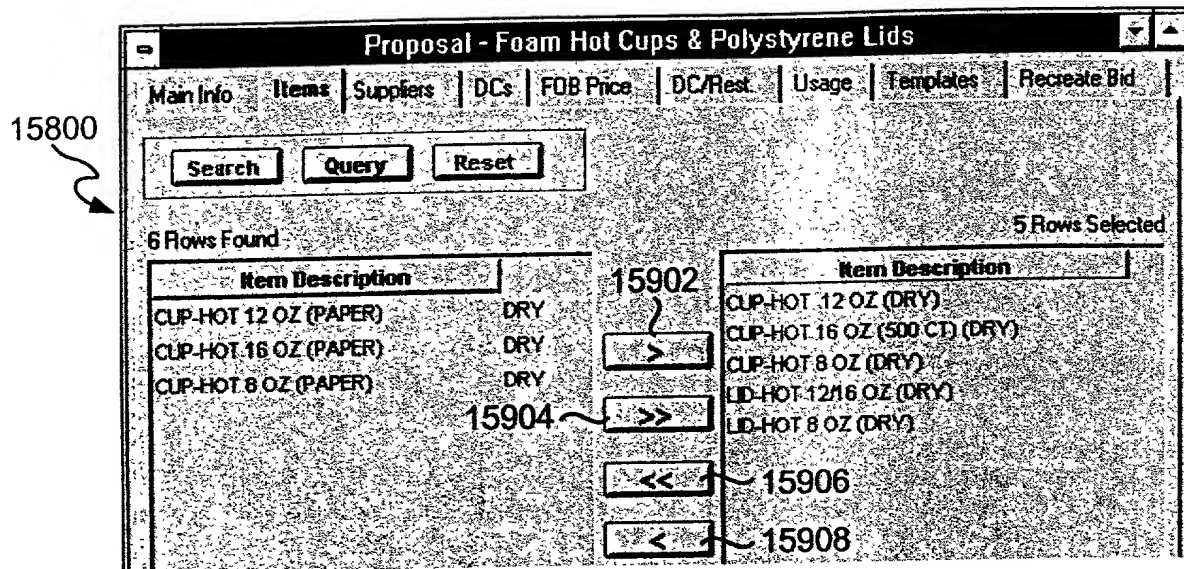 Proposal - Foam Hot Cups & Polystyrene Lids
Main Info Items Suppliers DCs FOB Price DC/Rest. Usage Templates Recreate Bid
15800
Search Query Reset
6 Rows Found
5 Rows Selected
Item Description
CUP-HOT 12 OZ (PAPER) DRY
CUP-HOT 16 OZ (PAPER) DRY
CUP-HOT 8 OZ (PAPER) DRY
15902
>
15904
>>
<<
15906
<
15908
Item Description
CUP-HOT 12 OZ (DRY)
CUP-HOT 16 OZ (500 CT) (DRY)
CUP-HOT 8 OZ (DRY)
LID-HOT 12/16 OZ (DRY)
LID-HOT 8 OZ (DRY)